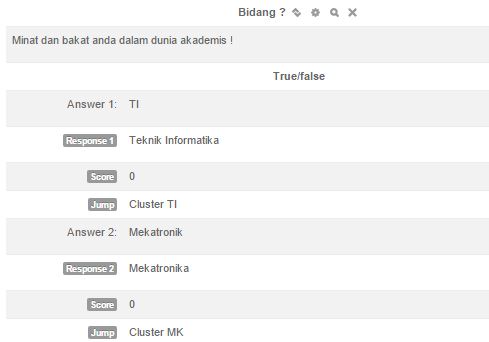 Bidang ?
Minat dan bakat anda dalam dunia akademis !
True/false
Answer 1: TI
Response 1 Teknik Informatika
Score 0
Jump Cluster TI
Answer 2: Mekatronik
Response 2 Mekatronika
Score 0
Jump Cluster MK